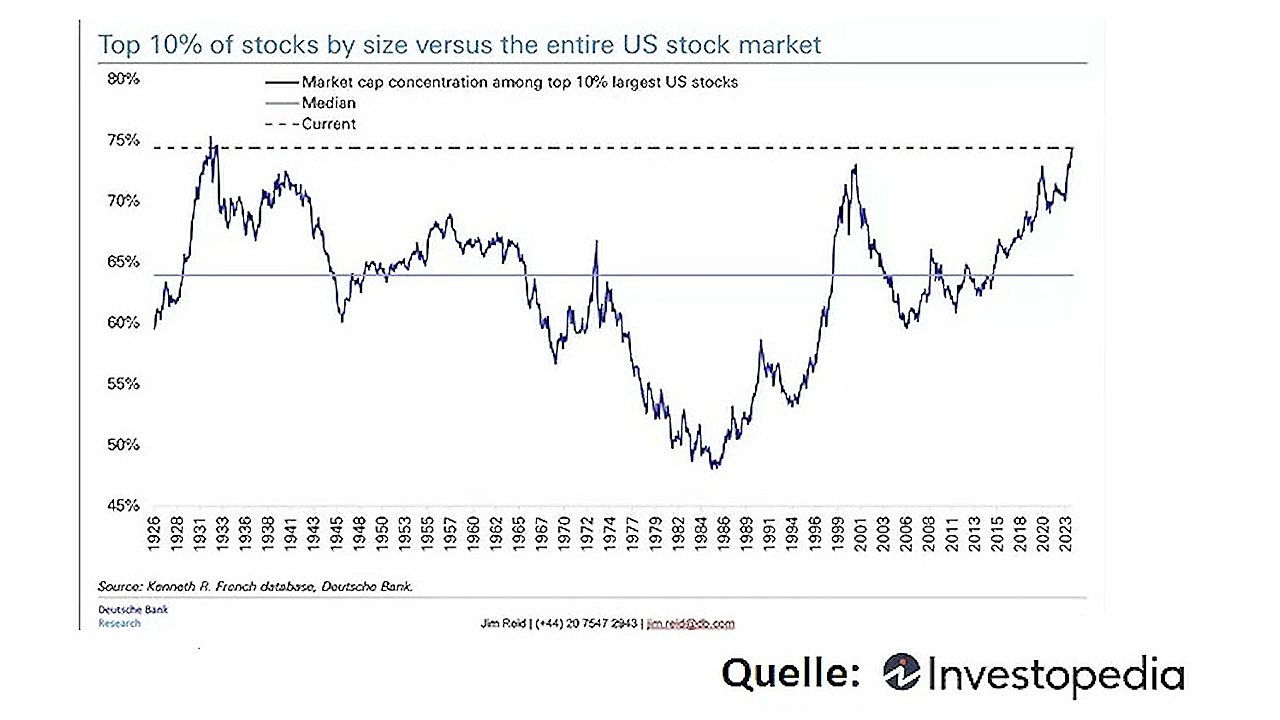 Top 10% of stocks by size versus the entire US stock market
80%
Market cap concentration among top 10% largest US stocks
Median
Current
75%
70%
65%
60%
55%
50%
45%
1926 1928 1931 1933 1936 1938 1941 1943 1945 1948 1950 1953 1955 1957 1960 1962 1965 1967 1970 1972 1974 1977 1979 1982 1984 1986 1989 1991 1994 1996 1999 2001 2003 2006 2008 2011 2013 2015 2018 2020 2023
Source: Kenneth R. French database, Deutsche Bank.
Deutsche Bank
Research
Jim Reid | (+44) 20 7547 2943 | jim.reid@db.com
Quelle: Investopedia